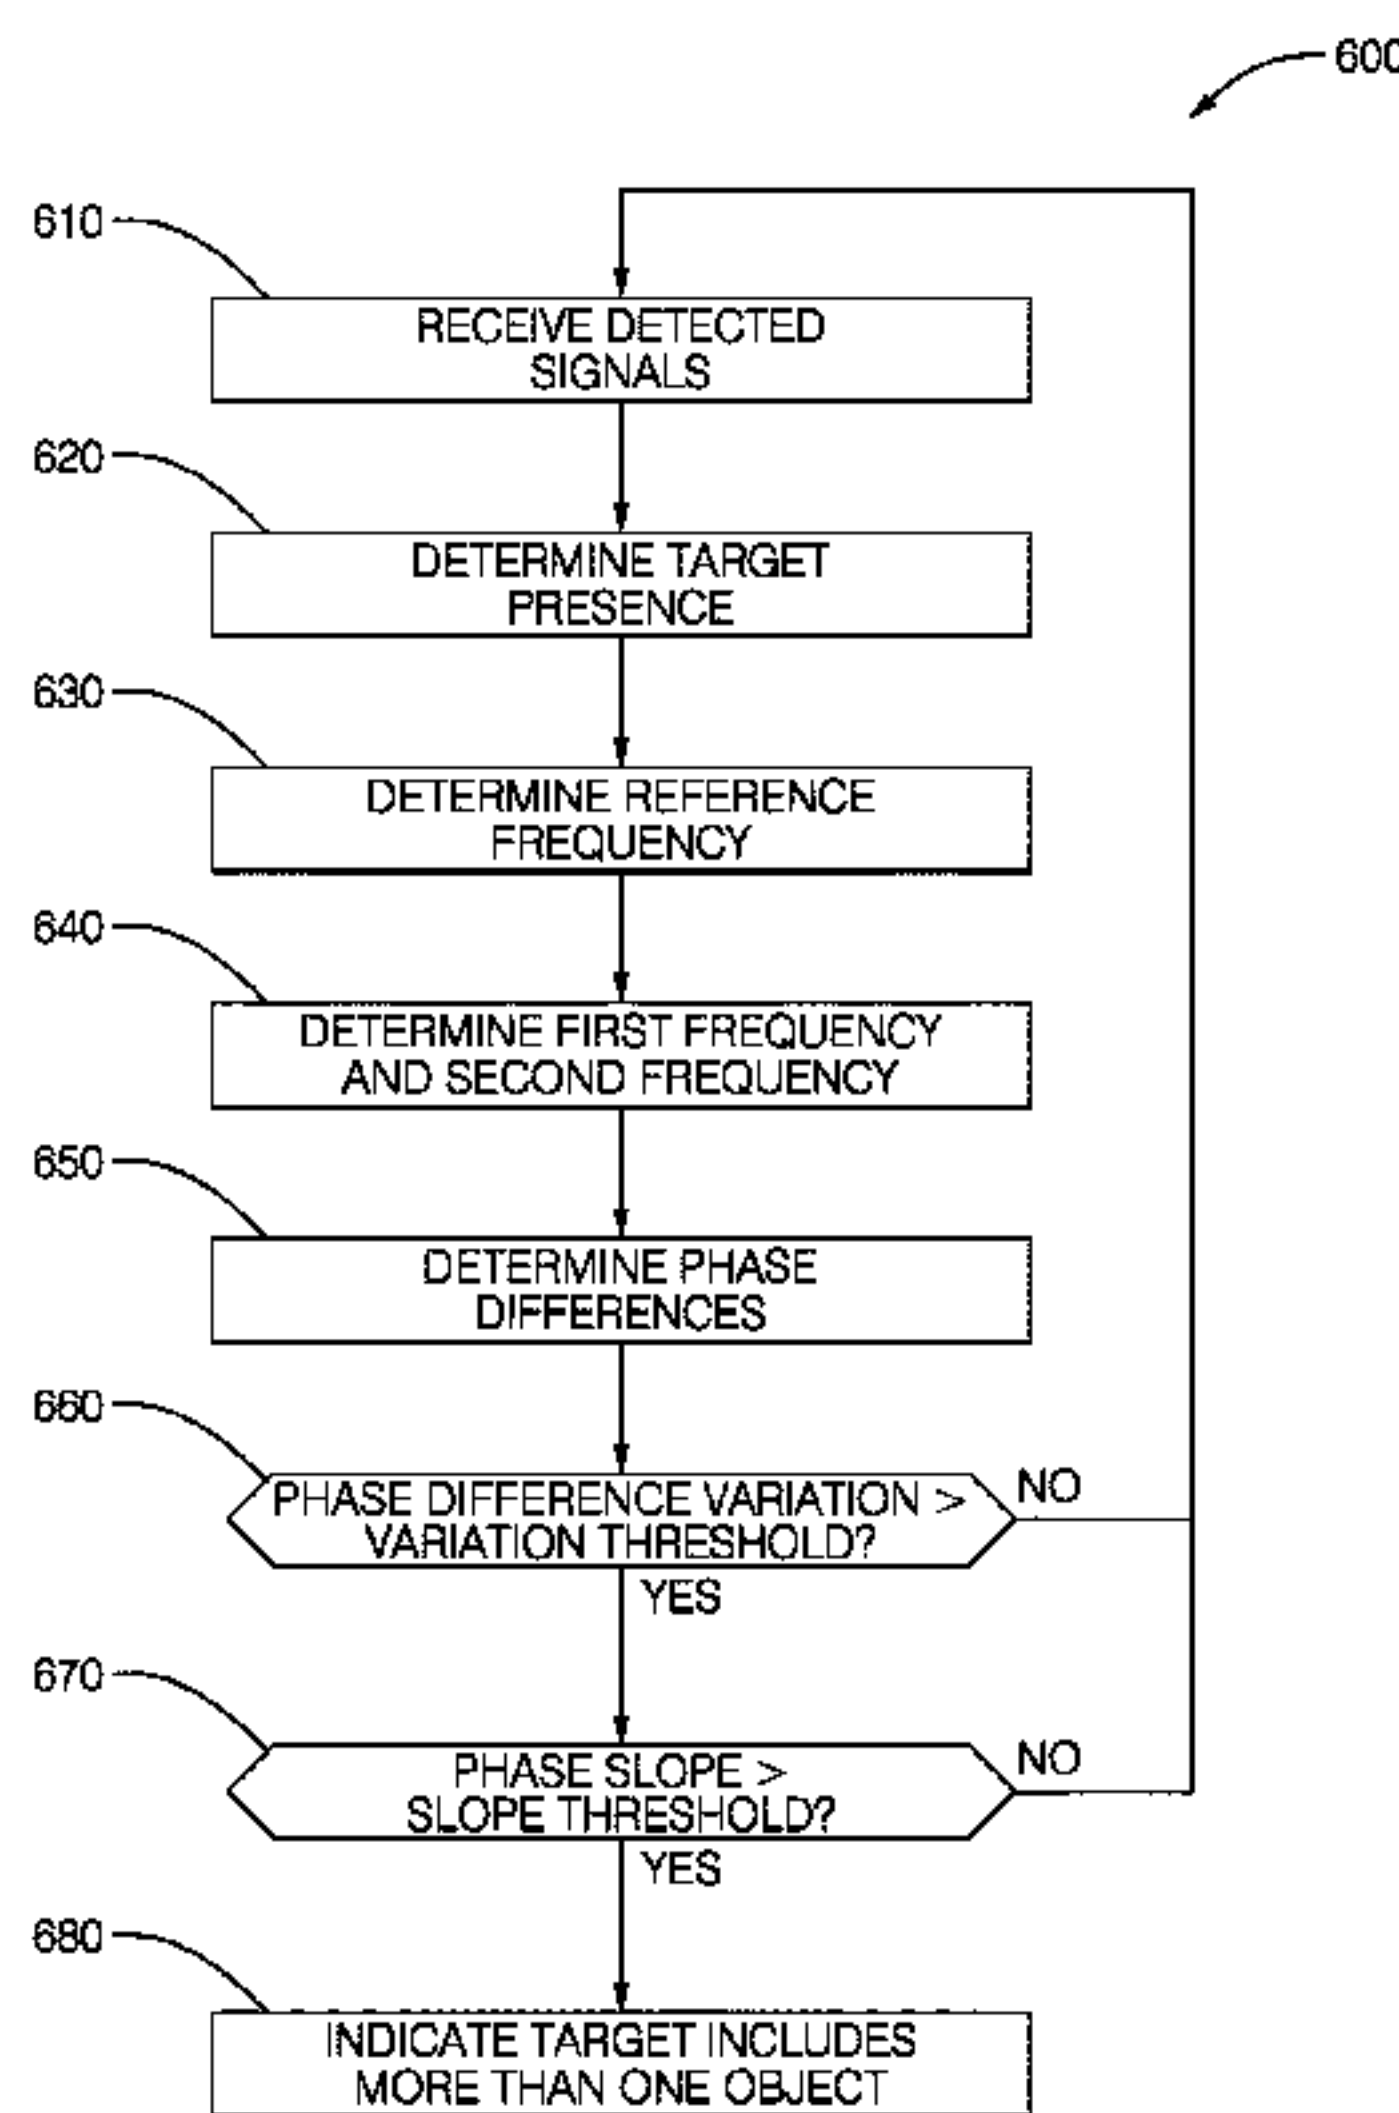 600
610
RECEIVE DETECTED
SIGNALS
620
DETERMINE TARGET
PRESENCE
630
DETERMINE REFERENCE
FREQUENCY
640
DETERMINE FIRST FREQUENCY
AND SECOND FREQUENCY
650
DETERMINE PHASE
DIFFERENCES
660
PHASE DIFFERENCE VARIATION >
VARIATION THRESHOLD?
NO
YES
670
PHASE SLOPE >
SLOPE THRESHOLD?
NO
YES
680
INDICATE TARGET INCLUDES
MORE THAN ONE OBJECT